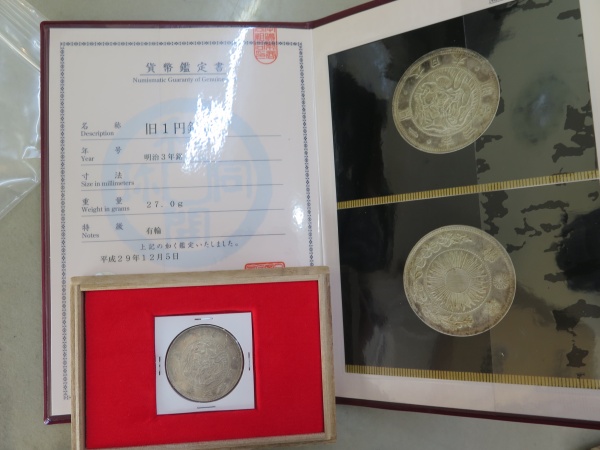 貨幣鑑定書
Numismatic Guaranty of Genuine
名 称 旧1円銀
Description
年 号 明治3年銘
Year
寸 法
Size in millimeters
重 量 27.0g
Weight in grams
特 徴 有輪
Notes
上記の如く鑑定いたしました。
平成29年12月5日